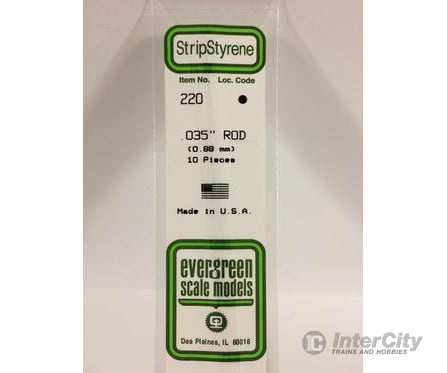 StripStyrene
Item No. Loc. Code
220
.035" ROD
(0.88 mm)
10 Pieces
Made in U.S.A.
evergreen
scale models
Des Plaines, IL 60018
IC InterCity
TRAINS AND HOBBIES